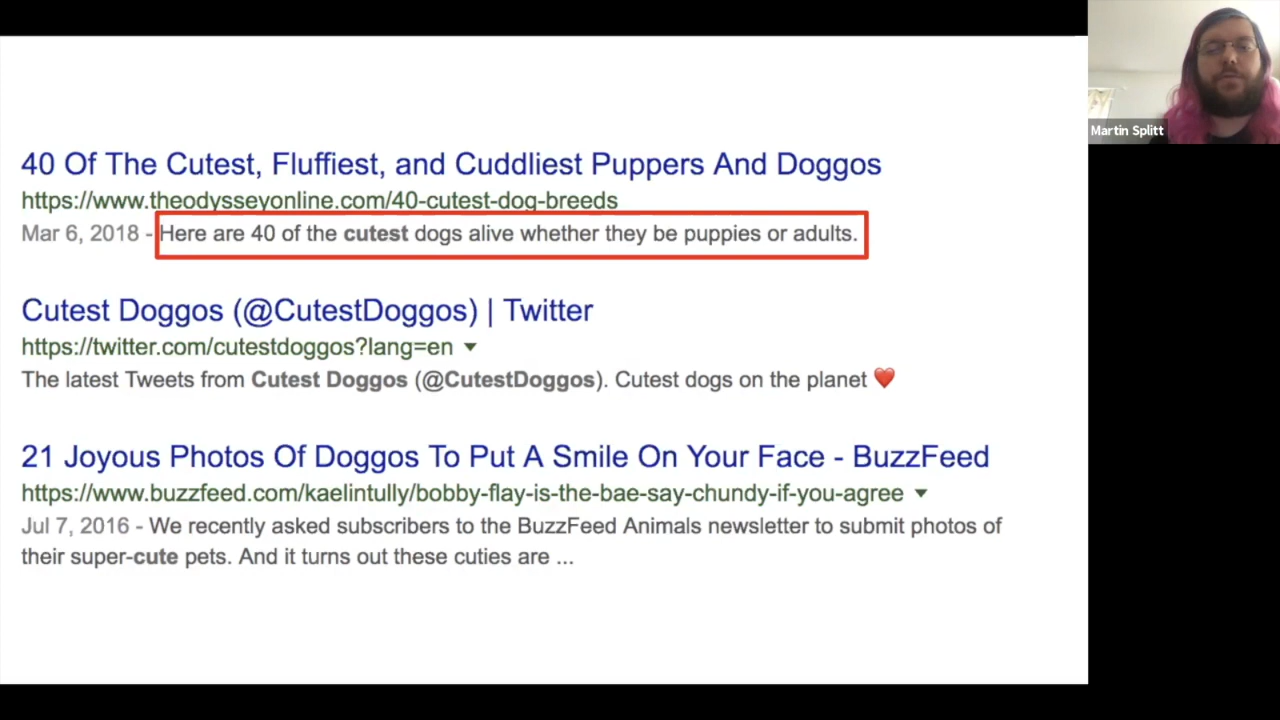 40 Of The Cutest, Fluffiest, and Cuddliest Puppers And Doggos
https://www.theodysseyonline.com/40-cutest-dog-breeds
Mar 6, 2018 - Here are 40 of the cutest dogs alive whether they be puppies or adults.
Cutest Doggos (@CutestDoggos) | Twitter
https://twitter.com/cutestdoggos?lang=en
The latest Tweets from Cutest Doggos (@CutestDoggos). Cutest dogs on the planet ❤️
21 Joyous Photos Of Doggos To Put A Smile On Your Face - BuzzFeed
https://www.buzzfeed.com/kaelintully/bobby-flay-is-the-bae-say-chundy-if-you-agree
Jul 7, 2016 - We recently asked subscribers to the BuzzFeed Animals newsletter to submit photos of
their super-cute pets. And it turns out these cuties are ...
Martin Splitt